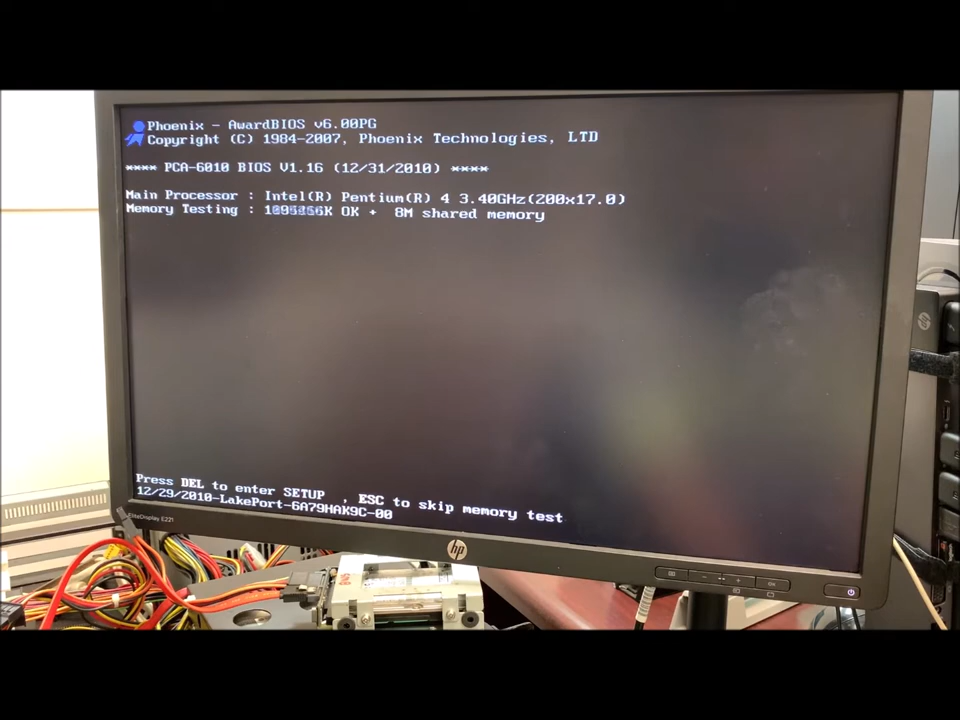 Phoenix - AwardBIOS v6.00PG
Copyright (C) 1984-2007, Phoenix Technologies, LTD
**** PCA-6010 BIOS V1.16 (12/31/2010) ****
Main Processor : Intel(R) Pentium(R) 4 3.40GHz(200x17.0)
Memory Testing : OK + 8M shared memory
Press DEL to enter SETUP , ESC to skip memory test
12/29/2010-LakePort-6A79HAK9C-00
EliteDisplay E221
hp